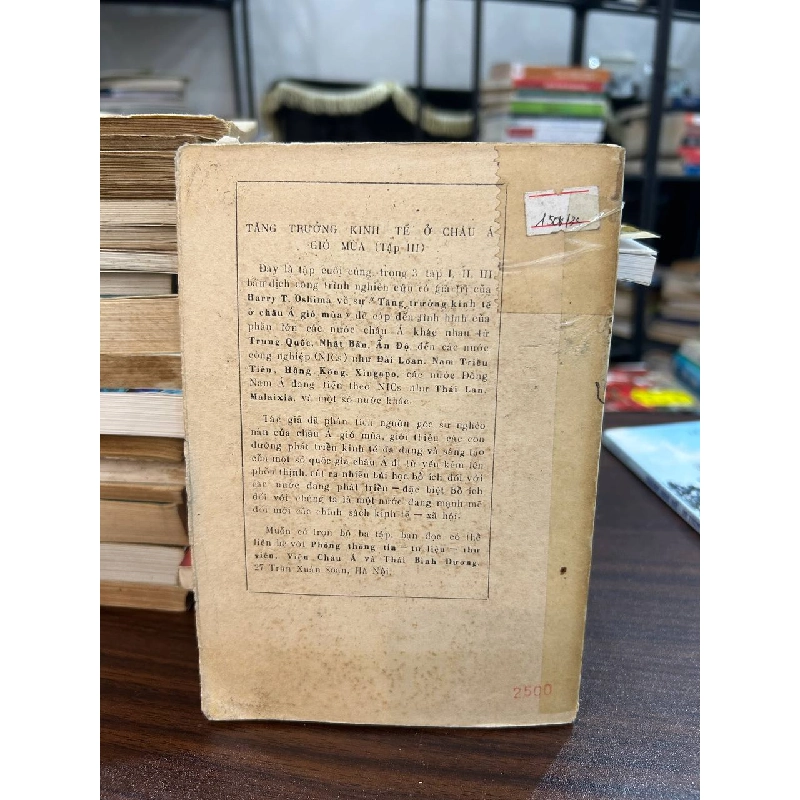 TĂNG TRƯỞNG KINH TẾ Ở CHÂU Á
GIÓ MÙA (Tập III)
Đây là tập cuối cùng, trong 3 tập I, II, III,
bản dịch công trình nghiên cứu có giá trị của
Harry T. Oshima về sự « Tăng trưởng kinh tế
ở châu Á gió mùa » đề cập đến tình hình của
phần lớn các nước châu Á khác nhau từ
Trung Quốc, Nhật Bản, Ấn Độ, đến các nước
công nghiệp (NICs) như Đài Loan, Nam Triều
Tiên, Hồng Kông, Xingapo, các nước Đông
Nam Á đang tiến theo NICs như Thái Lan,
Malaixia, và một số nước khác.
Tác giả đã phân tích nguồn gốc sự nghèo
nàn của châu Á gió mùa, giới thiệu các con
đường phát triển kinh tế đa dạng và sáng tạo
của một số quốc gia châu Á đi từ yếu kém lên
phồn thịnh, rút ra nhiều bài học bổ ích đối với
các nước đang phát triển — đặc biệt bổ ích
đối với chúng ta là một nước đang mạnh mẽ
đổi mới các chính sách kinh tế — xã hội.
Muốn có trọn bộ ba tập, bạn đọc có thể
liên hệ với Phòng thông tin — tư liệu — thư
viện, Viện Châu Á và Thái Bình Dương,
27 Trần Xuân Soạn, Hà Nội.
2500